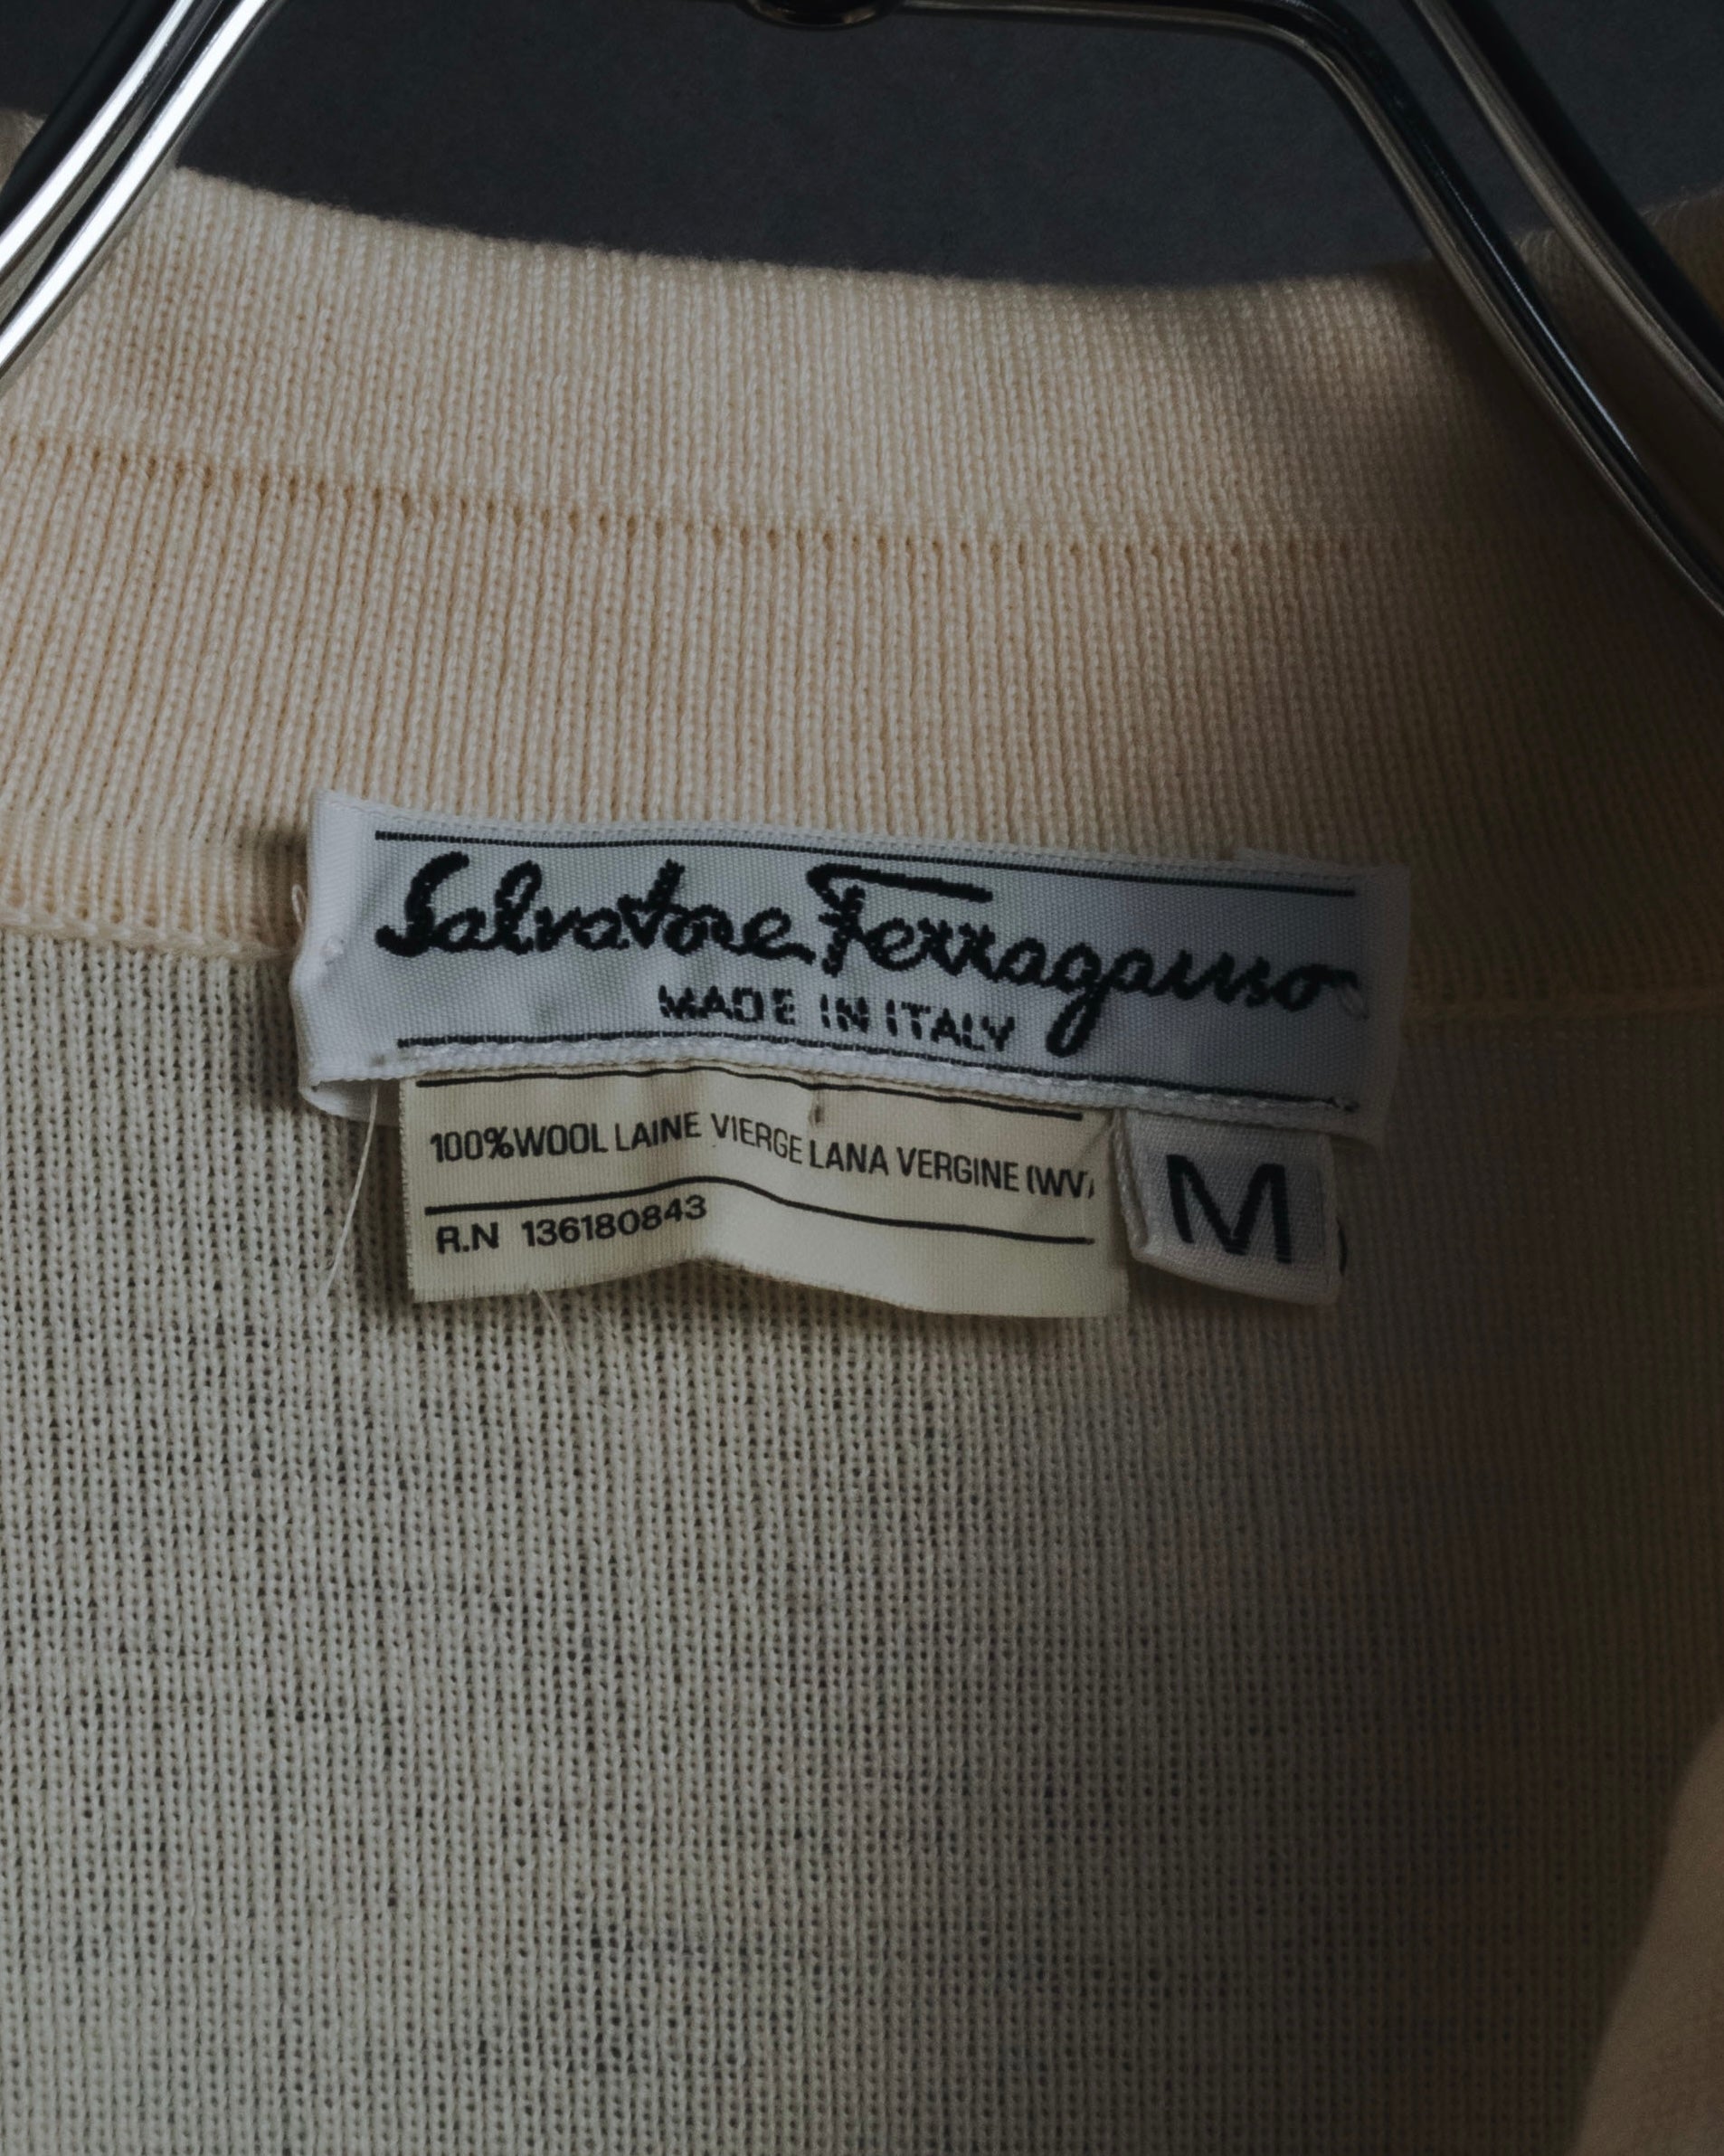 Salvatore Ferragamo
MADE IN ITALY
100%WOOL LAINE VIERGE LANA VERGINE (WV)
R.N 136180843
M